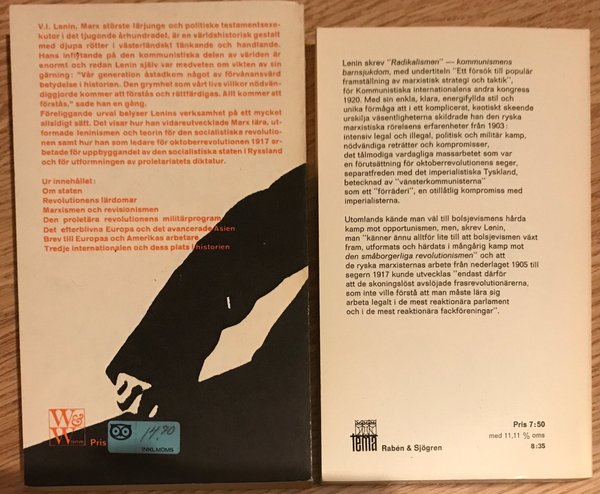 V.I. Lenin, Marx störste lärjunge och politiske testamentsexe-
kutor i det tjugonde århundradet, är en världshistorisk gestalt
med djupa rötter i västerländskt tänkande och handlande.
Hans inflytande på den kommunistiska delen av världen är
enormt och redan Lenin själv var medveten om vikten av sin
gärning: "Vår generation åstadkom något av förvånansvärd
betydelse i historien. Den grymhet som vårt livs villkor nödvän-
diggjorde kommer att förstås och rättfärdigas. Allt kommer att
förstås," sade han en gång.
Föreliggande urval belyser Lenins verksamhet på ett mycket
allsidigt sätt. Det visar hur han vidareutvecklade Marx lära, ut-
formade leninismen och teorin för den socialistiska revolutio-
nen samt hur han som ledare för oktoberrevolutionen 1917 ar-
betade för uppbyggandet av den socialistiska staten i Ryssland
och för utformningen av proletariatets diktatur.
Ur innehållet:
Om staten
Revolutionens lärdomar
Marxismen och revisionismen
Den proletära revolutionens militärprogram
Det efterblivna Europa och det avancerade Asien
Brev till Europas och Amerikas arbetare
Tredje internationalen och dess plats i historien
W&W
Pris
14.90
INKL.MOMS
Lenin skrev "Radikalismen" — kommunismens
barnsjukdom, med undertiteln "Ett försök till populär
framställning av marxistisk strategi och taktik",
för Kommunistiska internationalens andra kongress
1920. Med sin enkla, klara, energifyllda stil och
unika förmåga att i ett komplicerat, kaotiskt skeende
urskilja väsentligheterna skildrade han den ryska
marxistiska rörelsens erfarenheter från 1903:
intensiv legal och illegal, politisk och militär kamp,
nödvändiga reträtter och kompromisser,
det tålmodiga vardagliga massarbetet som var
en förutsättning för oktoberrevolutionens seger,
separatfreden med det imperialistiska Tyskland,
betecknad av "vänsterkommunisterna"
som ett "förräderi", en otillåtlig kompromiss med
imperialisterna.
Utomlands kände man väl till bolsjevismens hårda
kamp mot opportunismen, men, skrev Lenin,
man "känner ännu alltför lite till att bolsjevismen växt
fram, utformats och härdats i mångårig kamp mot
den småborgerliga revolutionismen" och att
de ryska marxisternas arbete från nederlaget 1905 till
segern 1917 kunde utvecklas "endast därför
att de skoningslöst avslöjade frasrevolutionärerna,
som inte ville förstå att man måste lära sig
arbeta legalt i de mest reaktionära parlament
och i de mest reaktionära fackföreningar".
tema
Rabén & Sjögren
Pris 7:50
med 11,11 % oms
8:35